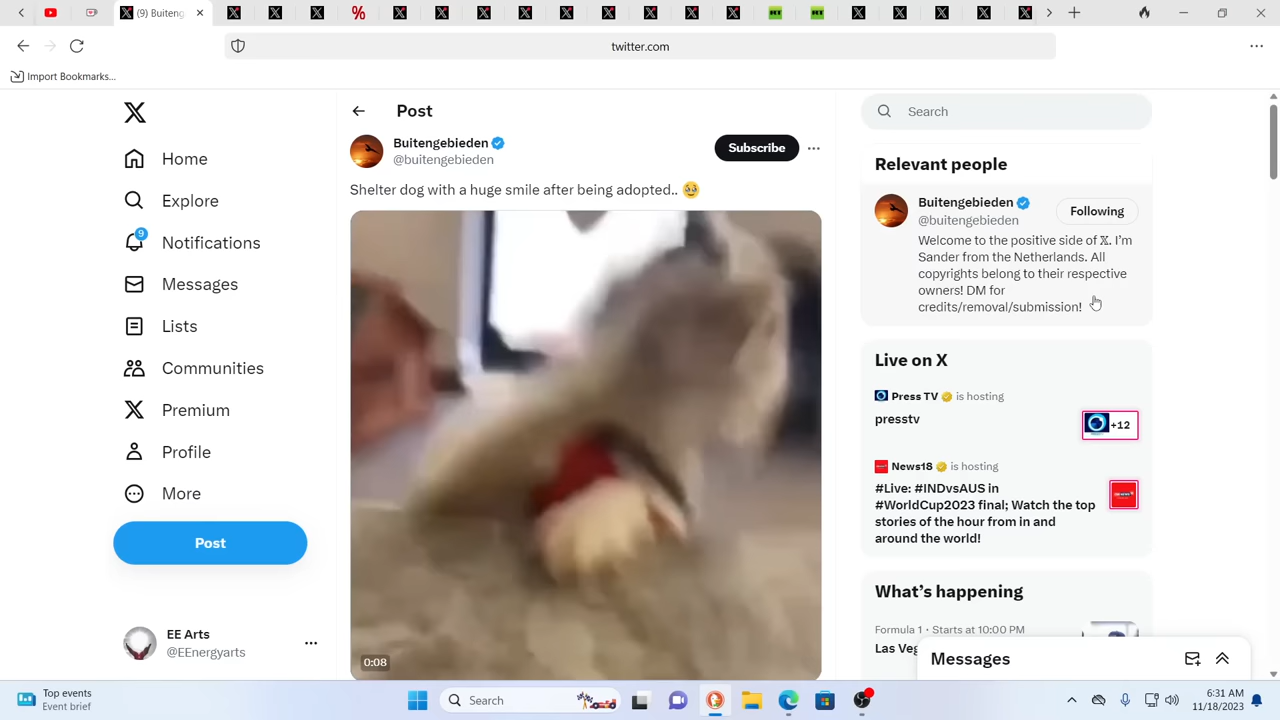 (9) Buiteng
twitter.com
Import Bookmarks...
Home
Explore
9
Notifications
Messages
Lists
Communities
Premium
Profile
More
Post
EE Arts
@EEnergyarts
Post
Buitengebieden
@buitengebieden
Subscribe
Shelter dog with a huge smile after being adopted..
0:08
Search
Relevant people
Buitengebieden
@buitengebieden
Following
Welcome to the positive side of 𝕏. I'm
Sander from the Netherlands. All
copyrights belong to their respective
owners! DM for
credits/removal/submission!
Live on X
Press TV is hosting
presstv
+12
News18 is hosting
#Live: #INDvsAUS in
#WorldCup2023 final; Watch the top
stories of the hour from in and
around the world!
What's happening
Formula 1 · Starts at 10:00 PM
Las Veg
Messages
Top events
Event brief
Search
6:31 AM
11/18/2023